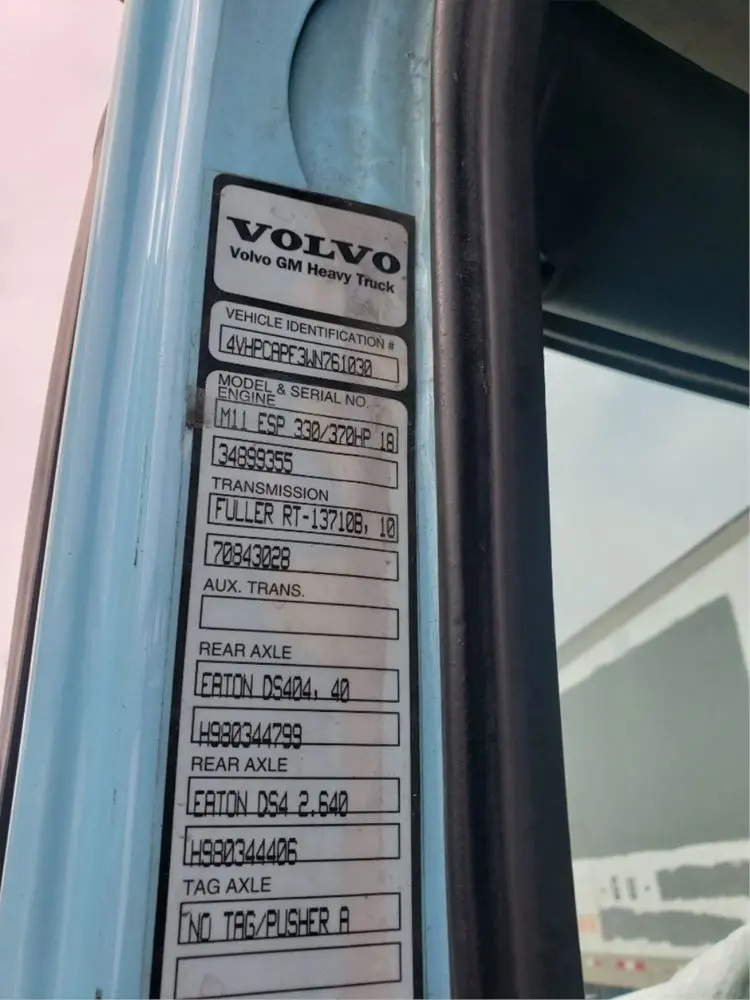 VOLVO
Volvo GM Heavy Truck
VEHICLE IDENTIFICATION #
4VHPCAPF3WN761030
MODEL & SERIAL NO.
ENGINE
M11 ESP 330/370HP 18
34899355
TRANSMISSION
FULLER RT-13710B, 10
70843028
AUX. TRANS.
REAR AXLE
EATON DS404, 40
H980344799
REAR AXLE
EATON DS4 2.640
H980344406
TAG AXLE
NO TAG/PUSHER A